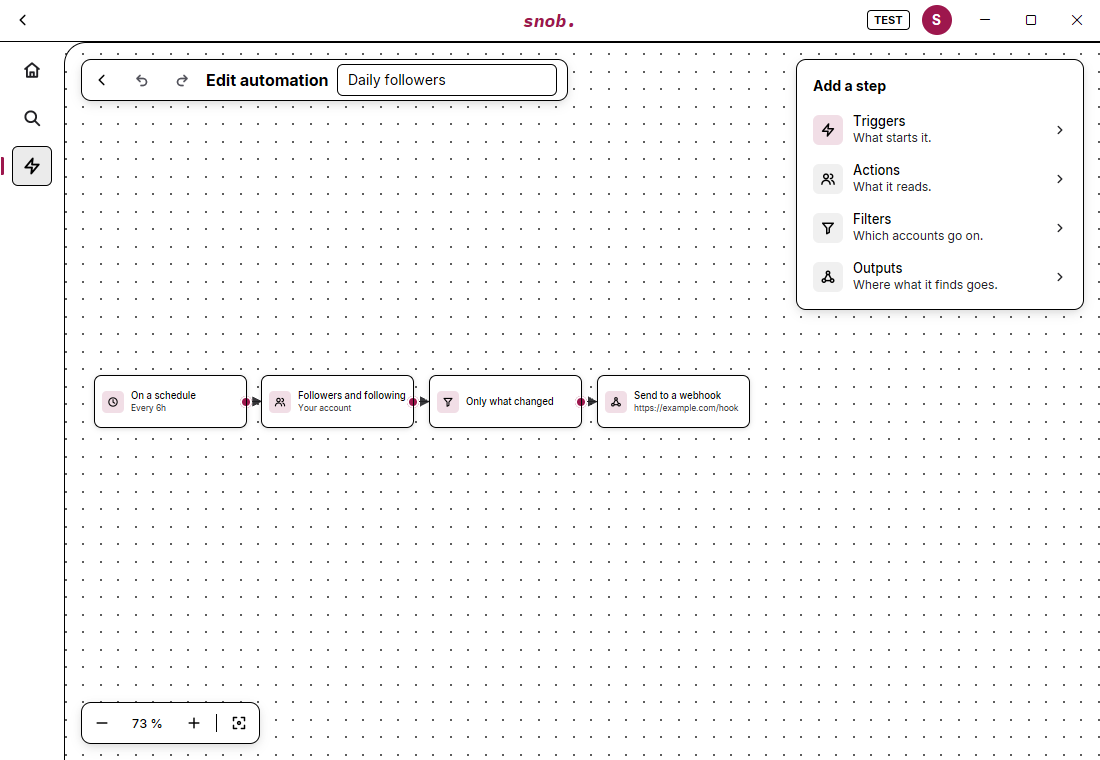 snob.
TEST
S
Edit automation
Daily followers
Add a step
Triggers
What starts it.
Actions
What it reads.
Filters
Which accounts go on.
Outputs
Where what it finds goes.
On a schedule
Every 6h
Followers and following
Your account
Only what changed
Send to a webhook
https://example.com/hook
73 %